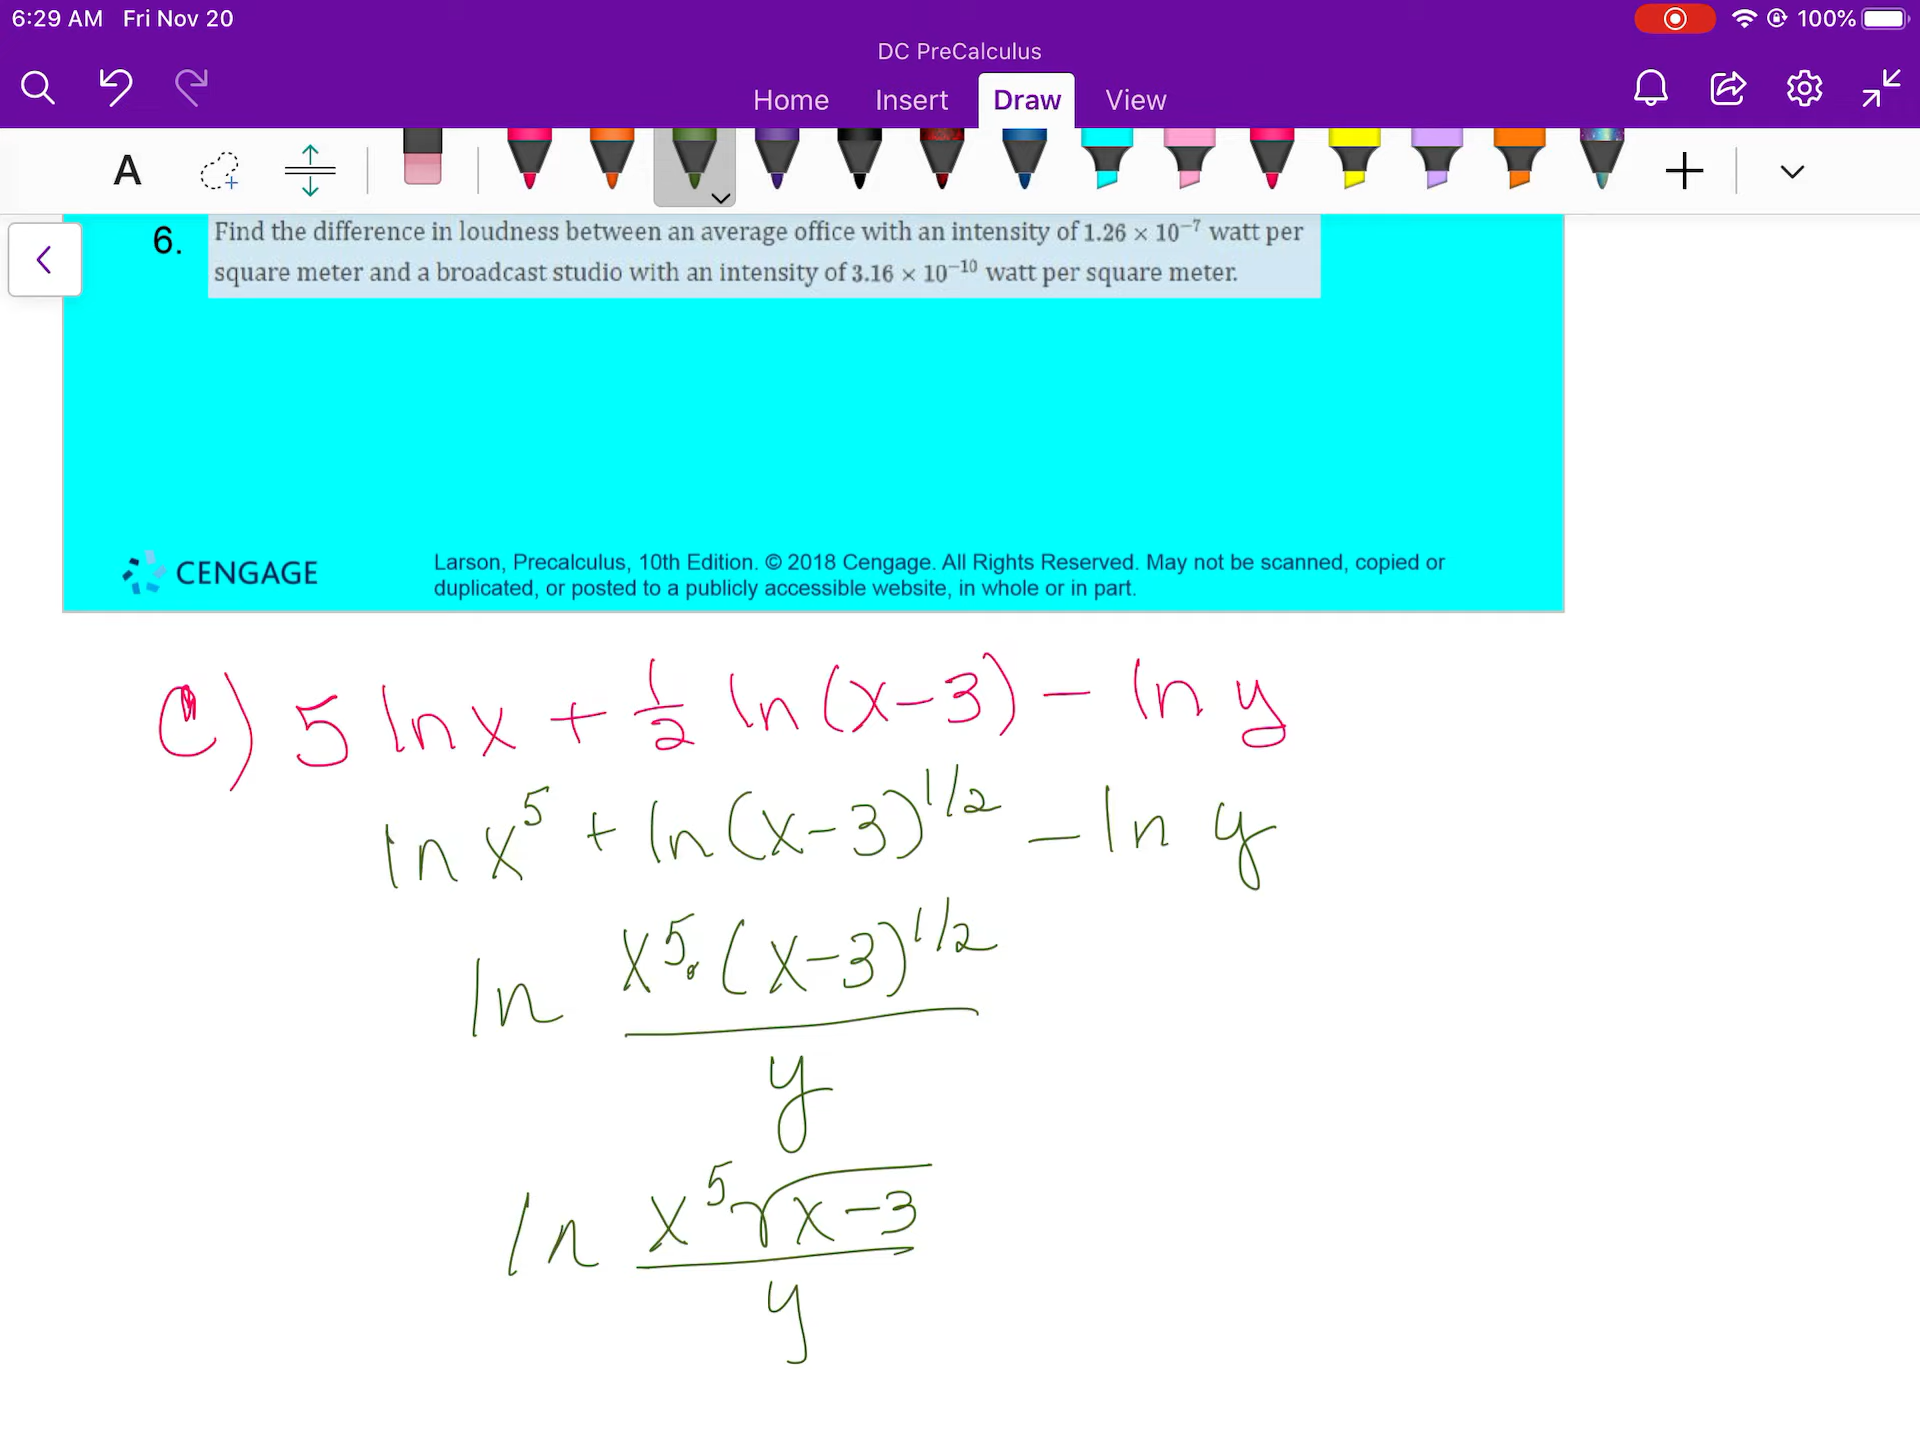 6:29 AM Fri Nov 20
100%
DC PreCalculus
Home Insert Draw View
A
6. Find the difference in loudness between an average office with an intensity of 1.26 × 10⁻⁷ watt per
square meter and a broadcast studio with an intensity of 3.16 × 10⁻¹⁰ watt per square meter.
CENGAGE
Larson, Precalculus, 10th Edition. © 2018 Cengage. All Rights Reserved. May not be scanned, copied or
duplicated, or posted to a publicly accessible website, in whole or in part.
C) 5 ln x + 1/2 ln (x-3) - ln y
ln x⁵ + ln (x-3)^1/2 - ln y
ln x⁵·(x-3)^1/2 / y
ln x⁵√x-3 / y